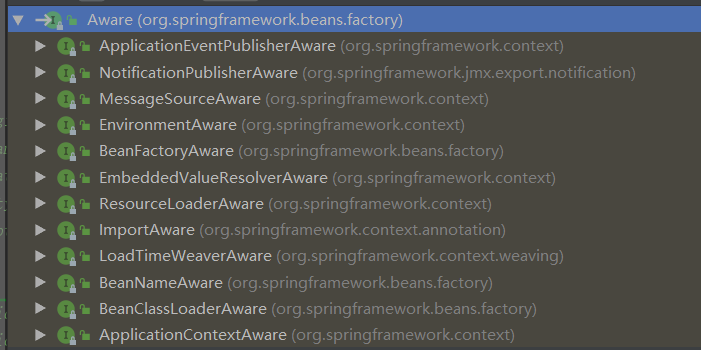 Aware (org.springframework.beans.factory)
ApplicationEventPublisherAware (org.springframework.context)
NotificationPublisherAware (org.springframework.jmx.export.notification)
MessageSourceAware (org.springframework.context)
EnvironmentAware (org.springframework.context)
BeanFactoryAware (org.springframework.beans.factory)
EmbeddedValueResolverAware (org.springframework.context)
ResourceLoaderAware (org.springframework.context)
ImportAware (org.springframework.context.annotation)
LoadTimeWeaverAware (org.springframework.context.weaving)
BeanNameAware (org.springframework.beans.factory)
BeanClassLoaderAware (org.springframework.beans.factory)
ApplicationContextAware (org.springframework.context)